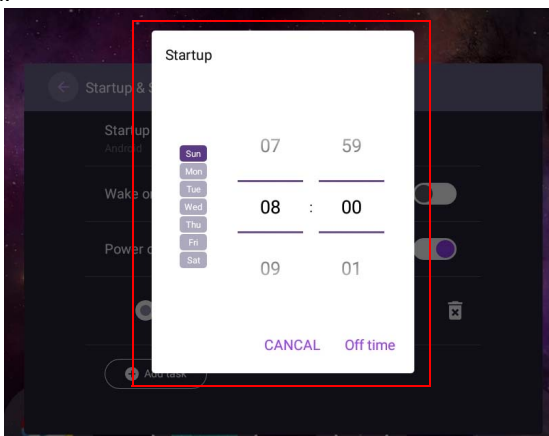 Startup
Startup & S
Startup
Android
Wake o
Power o
Sun
Mon
Tue
Wed
Thu
Fri
Sat
07 59
08 : 00
09 01
CANCAL Off time
Add task